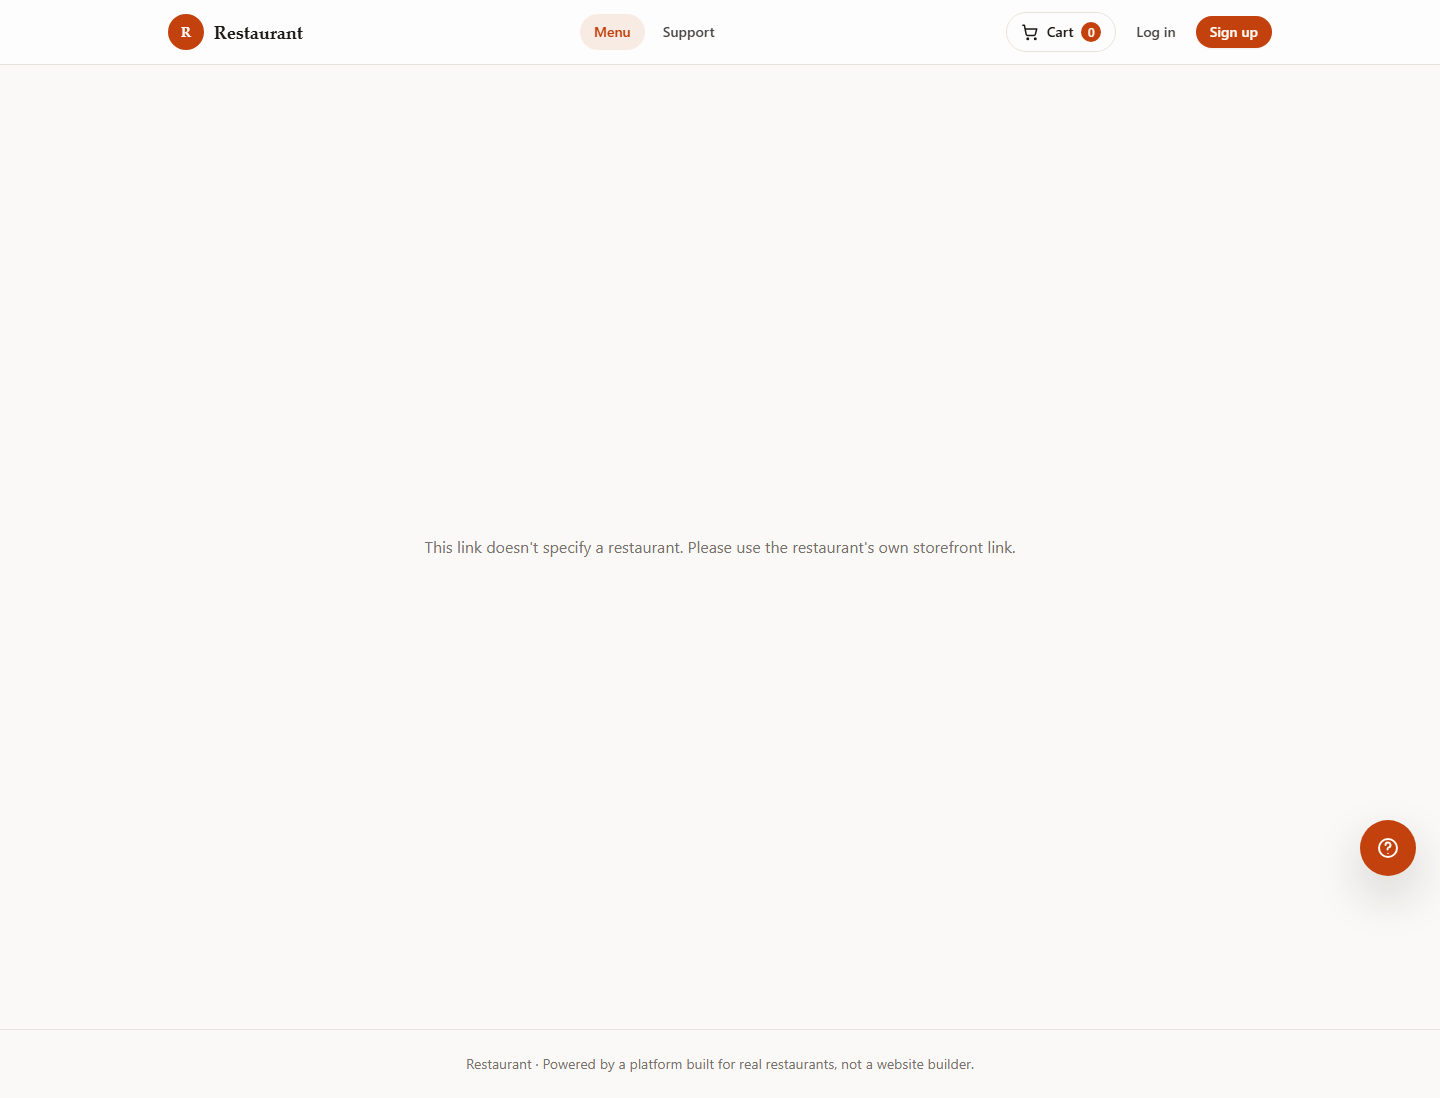 R Restaurant
Menu
Support
Cart 0
Log in
Sign up
This link doesn't specify a restaurant. Please use the restaurant's own storefront link.
Restaurant · Powered by a platform built for real restaurants, not a website builder.